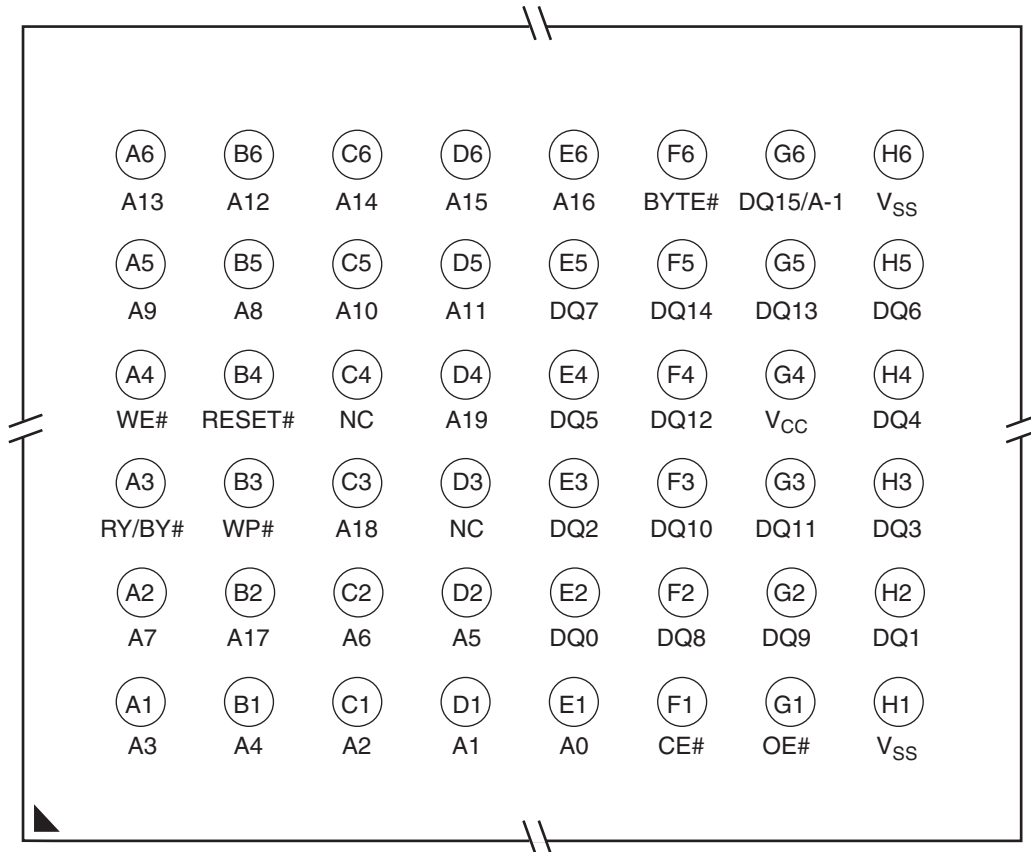 A6 B6 C6 D6 E6 F6 G6 H6
A13 A12 A14 A15 A16 BYTE# DQ15/A-1 VSS
A5 B5 C5 D5 E5 F5 G5 H5
A9 A8 A10 A11 DQ7 DQ14 DQ13 DQ6
A4 B4 C4 D4 E4 F4 G4 H4
WE# RESET# NC A19 DQ5 DQ12 VCC DQ4
A3 B3 C3 D3 E3 F3 G3 H3
RY/BY# WP# A18 NC DQ2 DQ10 DQ11 DQ3
A2 B2 C2 D2 E2 F2 G2 H2
A7 A17 A6 A5 DQ0 DQ8 DQ9 DQ1
A1 B1 C1 D1 E1 F1 G1 H1
A3 A4 A2 A1 A0 CE# OE# VSS